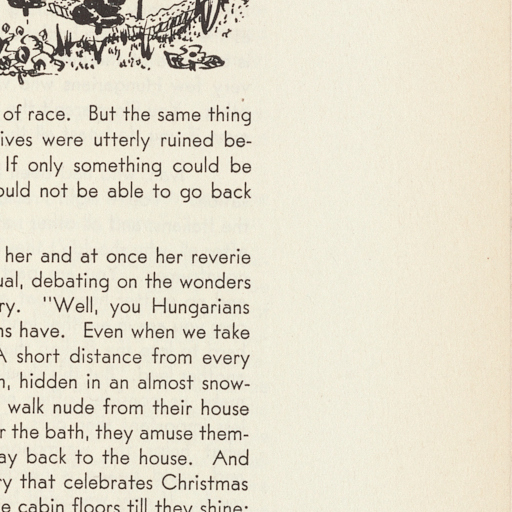 of race. But the same thing
ives were utterly ruined be-
If only something could be
ould not be able to go back
her and at once her reverie
ual, debating on the wonders
ry. "Well, you Hungarians
ns have. Even when we take
A short distance from every
n, hidden in an almost snow-
walk nude from their house
r the bath, they amuse them-
ay back to the house. And
ry that celebrates Christmas
e cabin floors till they shine;